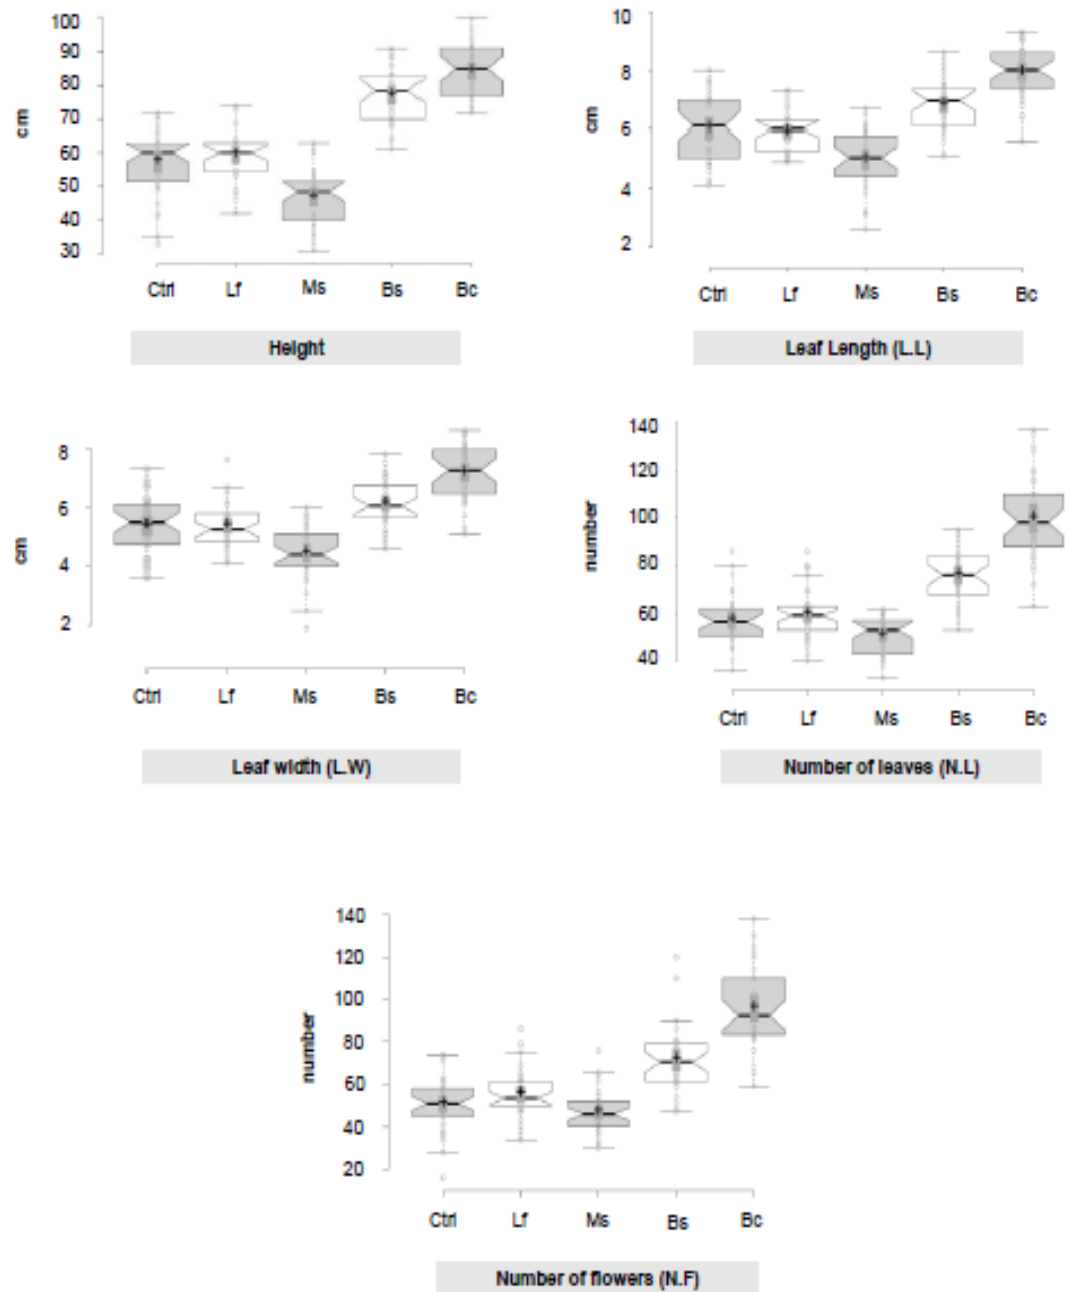 100
90
80
70
60
50
40
30
cm
Ctrl Lf Ms Bs Bc
Height
10
8
6
4
2
cm
Ctrl Lf Ms Bs Bc
Leaf Length (L.L)
8
6
4
2
cm
Ctrl Lf Ms Bs Bc
Leaf width (L.W)
140
120
100
80
60
40
number
Ctrl Lf Ms Bs Bc
Number of leaves (N.L)
140
120
100
80
60
40
20
number
Ctrl Lf Ms Bs Bc
Number of flowers (N.F)